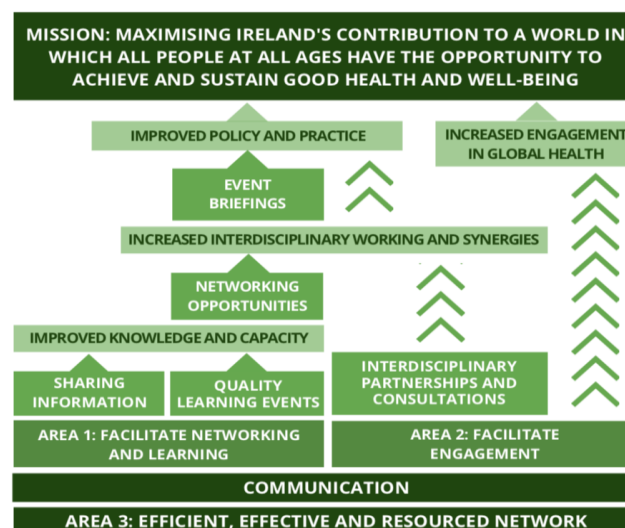 MISSION: MAXIMISING IRELAND'S CONTRIBUTION TO A WORLD IN
WHICH ALL PEOPLE AT ALL AGES HAVE THE OPPORTUNITY TO
ACHIEVE AND SUSTAIN GOOD HEALTH AND WELL-BEING
IMPROVED POLICY AND PRACTICE
INCREASED ENGAGEMENT
IN GLOBAL HEALTH
EVENT
BRIEFINGS
INCREASED INTERDISCIPLINARY WORKING AND SYNERGIES
NETWORKING
OPPORTUNITIES
IMPROVED KNOWLEDGE AND CAPACITY
SHARING
INFORMATION
QUALITY
LEARNING EVENTS
INTERDISCIPLINARY
PARTNERSHIPS AND
CONSULTATIONS
AREA 1: FACILITATE NETWORKING
AND LEARNING
AREA 2: FACILITATE
ENGAGEMENT
COMMUNICATION
AREA 3: EFFICIENT, EFFECTIVE AND RESOURCED NETWORK